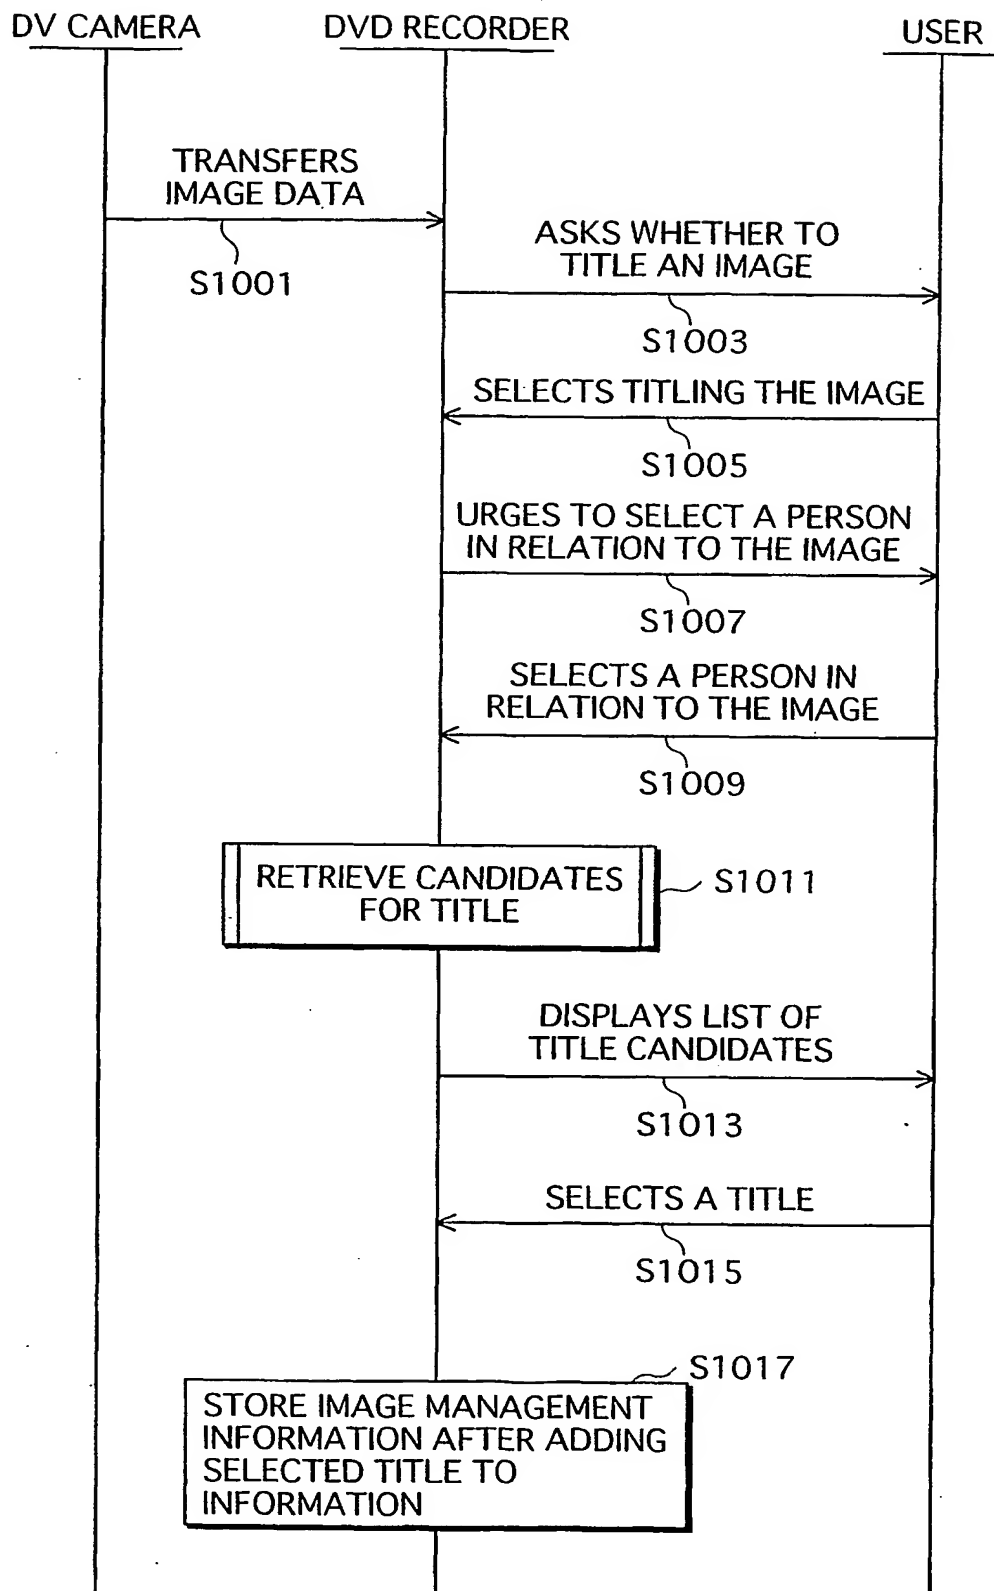 DV CAMERA
DVD RECORDER
USER
TRANSFERS
IMAGE DATA
S1001
ASKS WHETHER TO
TITLE AN IMAGE
S1003
SELECTS TITLING THE IMAGE
S1005
URGES TO SELECT A PERSON
IN RELATION TO THE IMAGE
S1007
SELECTS A PERSON IN
RELATION TO THE IMAGE
S1009
RETRIEVE CANDIDATES
FOR TITLE
S1011
DISPLAYS LIST OF
TITLE CANDIDATES
S1013
SELECTS A TITLE
S1015
S1017
STORE IMAGE MANAGEMENT
INFORMATION AFTER ADDING
SELECTED TITLE TO
INFORMATION